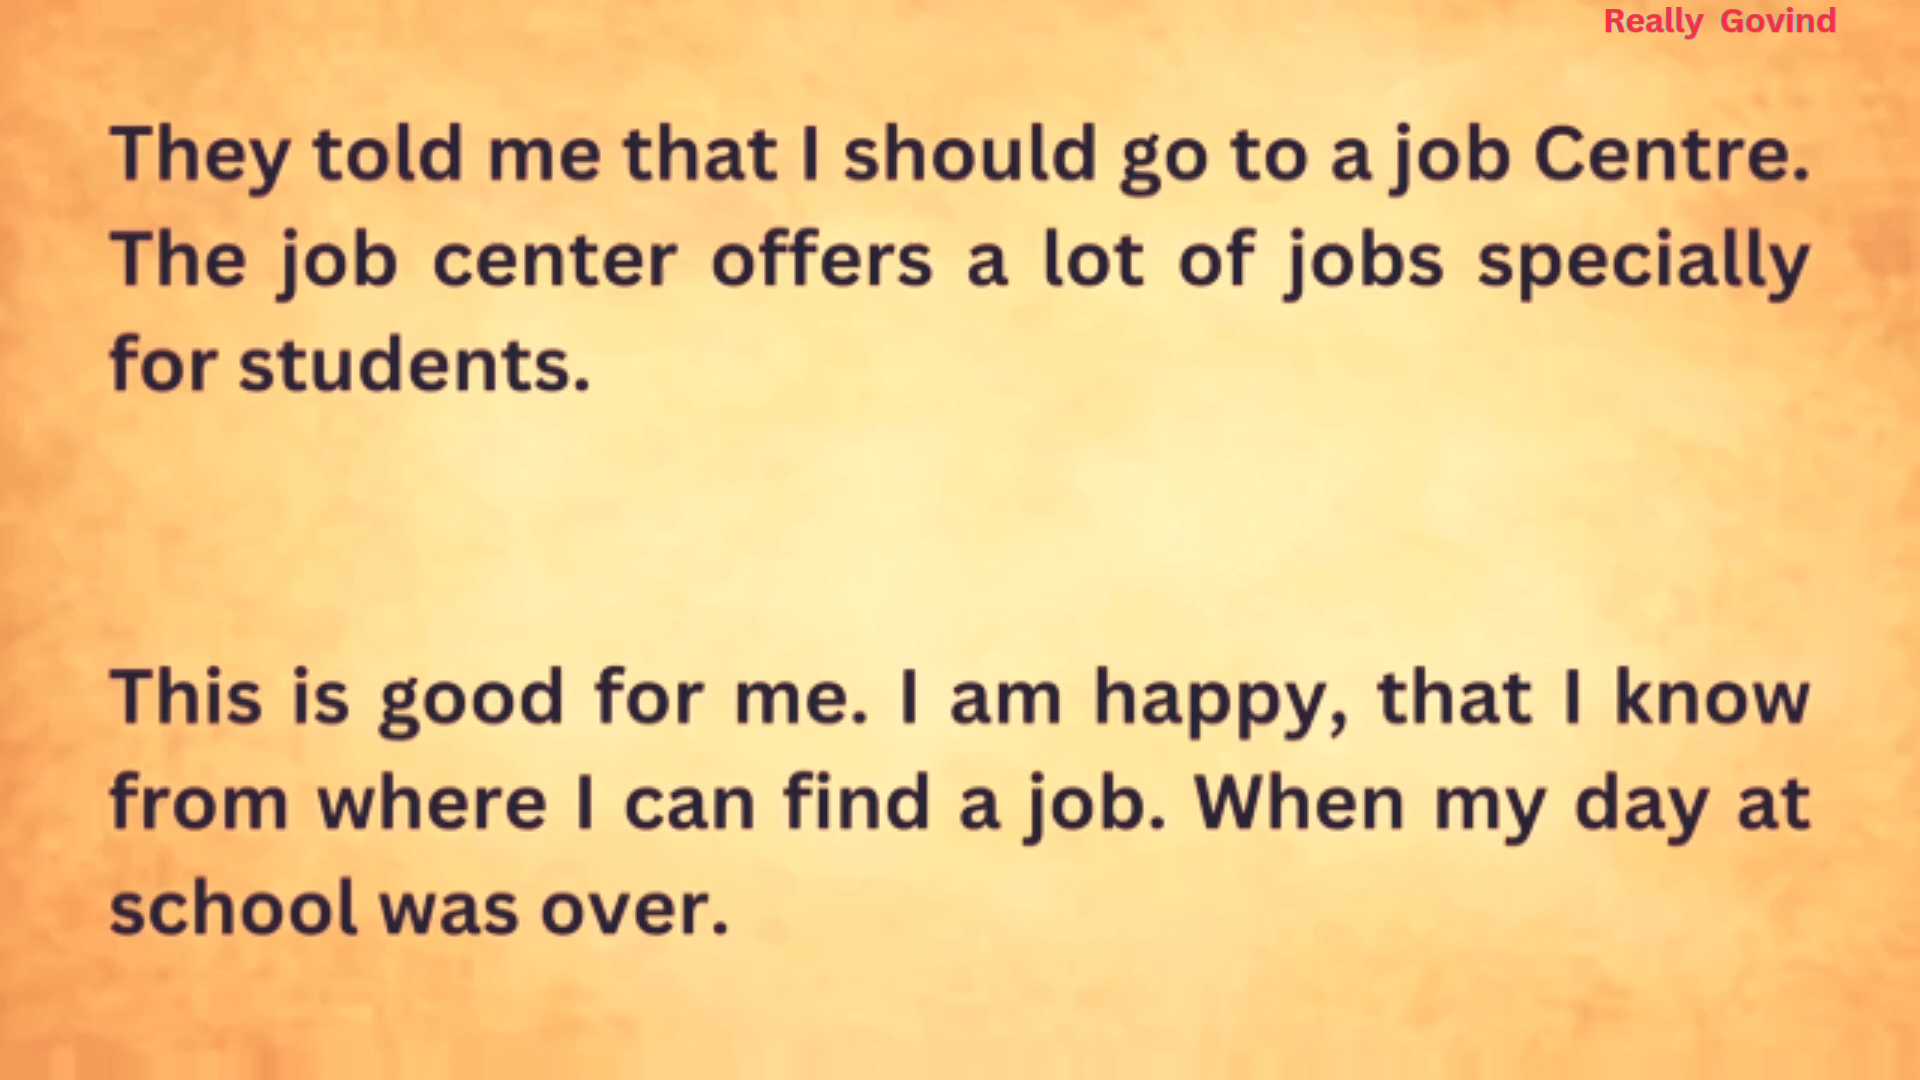 Really Govind
They told me that I should go to a job Centre.
The job center offers a lot of jobs specially
for students.
This is good for me. I am happy, that I know
from where I can find a job. When my day at
school was over.